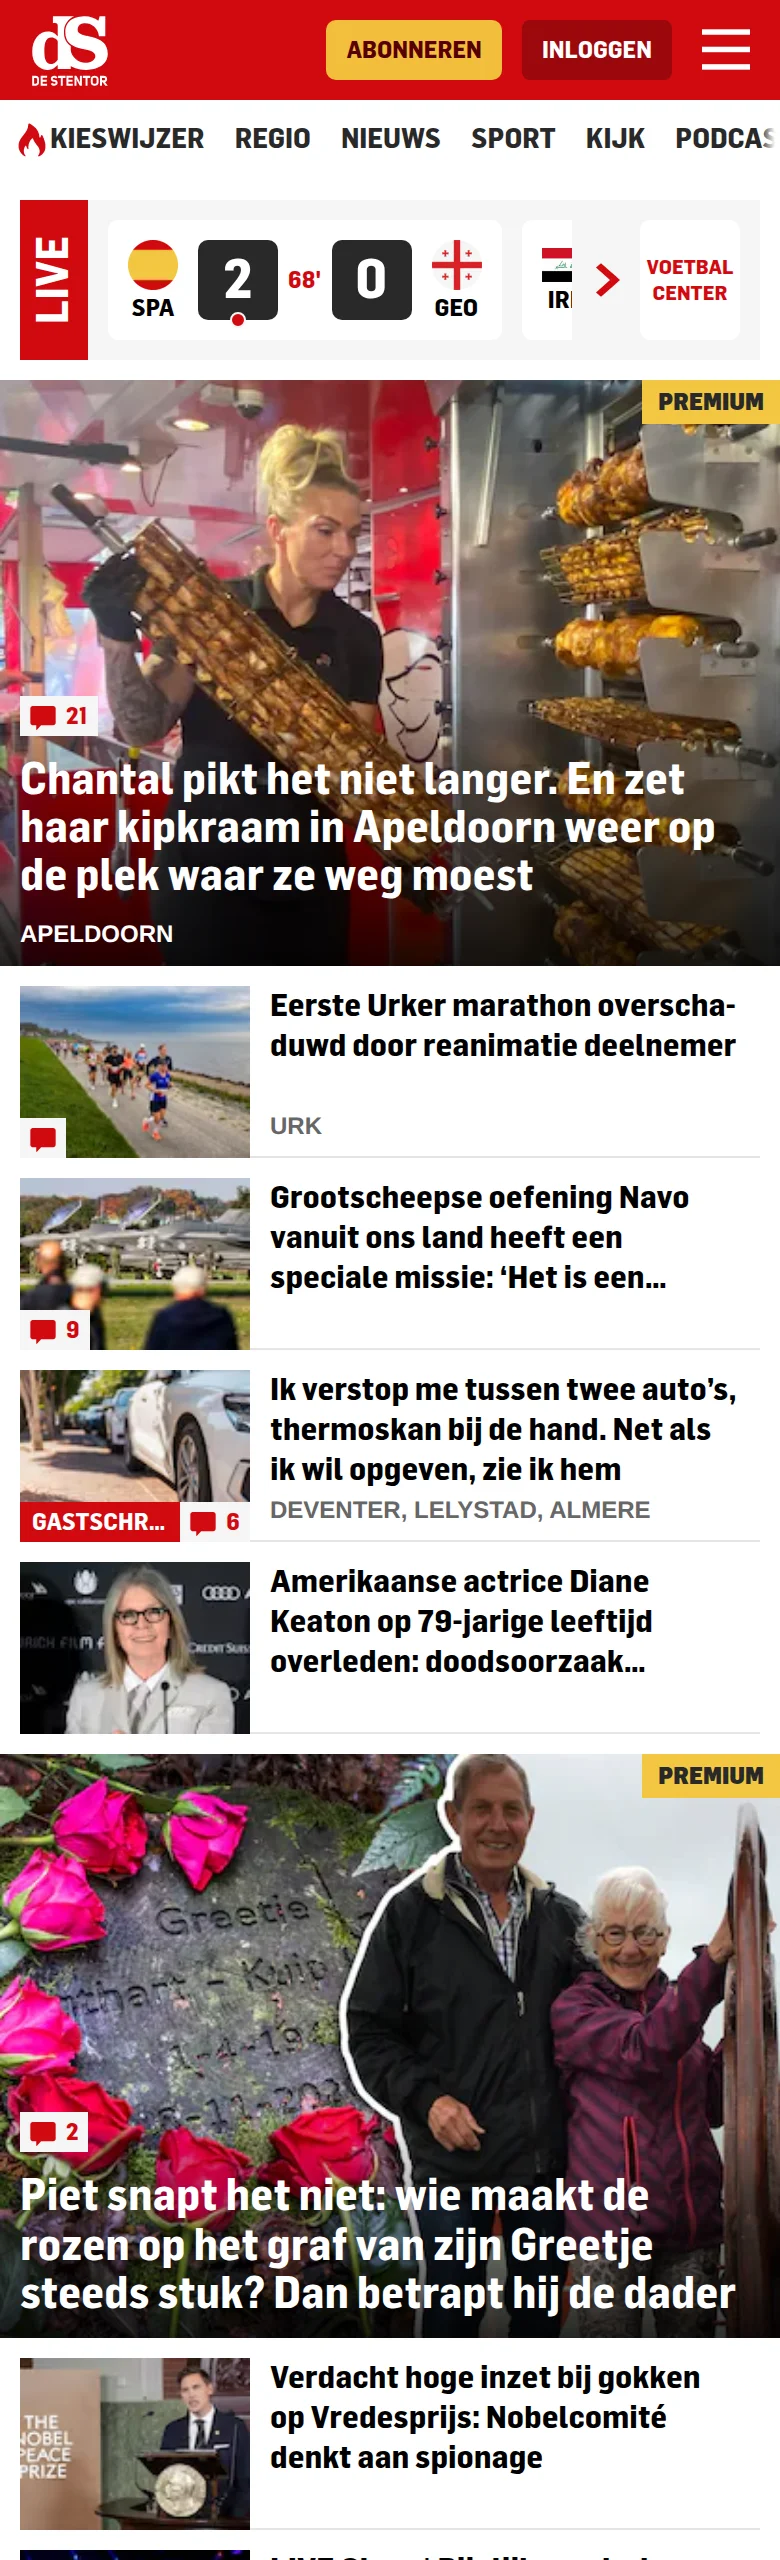 dS
DE STENTOR
ABONNEREN
INLOGGEN
KIESWIJZER REGIO NIEUWS SPORT KIJK PODCAS
LIVE
2 68' 0
SPA GEO
IR
VOETBAL
CENTER
PREMIUM
21
Chantal pikt het niet langer. En zet
haar kipkraam in Apeldoorn weer op
de plek waar ze weg moest
APELDOORN
Eerste Urker marathon overscha-
duwd door reanimatie deelnemer
URK
Grootscheepse oefening Navo
vanuit ons land heeft een
speciale missie: ‘Het is een...
9
Ik verstop me tussen twee auto’s,
thermoskan bij de hand. Net als
ik wil opgeven, zie ik hem
DEVENTER, LELYSTAD, ALMERE
GASTSCHR...
6
Amerikaanse actrice Diane
Keaton op 79-jarige leeftijd
overleden: doodsoorzaak...
CREDIT SUIS
PREMIUM
Graetje
2
Piet snapt het niet: wie maakt de
rozen op het graf van zijn Greetje
steeds stuk? Dan betrapt hij de dader
Verdacht hoge inzet bij gokken
op Vredesprijs: Nobelcomité
denkt aan spionage
THE
NOBEL
PEACE
PRIZE